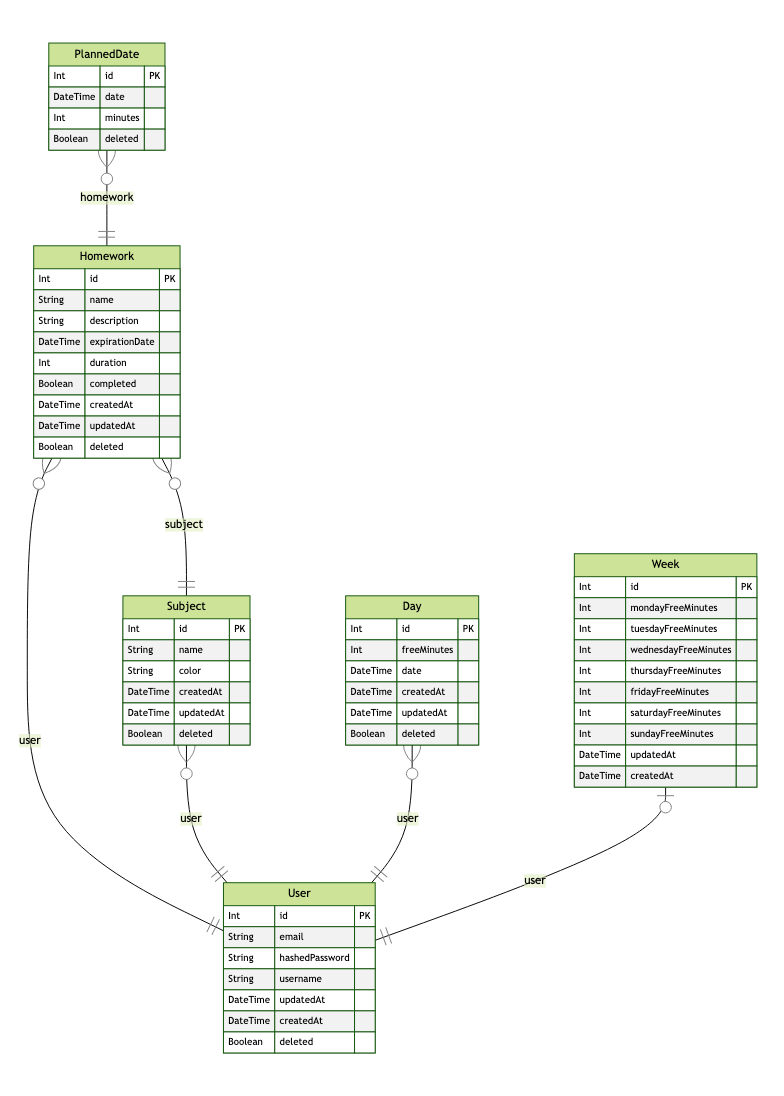 PlannedDate
Int id PK
DateTime date
Int minutes
Boolean deleted
homework
Homework
Int id PK
String name
String description
DateTime expirationDate
Int duration
Boolean completed
DateTime createdAt
DateTime updatedAt
Boolean deleted
subject
user
Subject
Int id PK
String name
String color
DateTime createdAt
DateTime updatedAt
Boolean deleted
user
Day
Int id PK
Int freeMinutes
DateTime date
DateTime createdAt
DateTime updatedAt
Boolean deleted
user
Week
Int id PK
Int mondayFreeMinutes
Int tuesdayFreeMinutes
Int wednesdayFreeMinutes
Int thursdayFreeMinutes
Int fridayFreeMinutes
Int saturdayFreeMinutes
Int sundayFreeMinutes
DateTime updatedAt
DateTime createdAt
user
User
Int id PK
String email
String hashedPassword
String username
DateTime updatedAt
DateTime createdAt
Boolean deleted